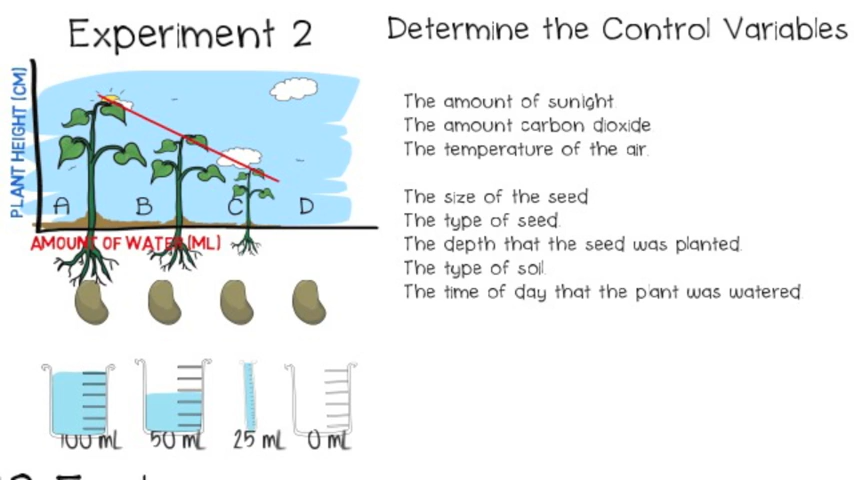 Experiment 2
Determine the Control Variables
PLANT HEIGHT (CM)
The amount of sunlight.
The amount carbon dioxide
The temperature of the air.
The size of the seed
The type of seed.
The depth that the seed was planted.
The type of soil.
The time of day that the plant was watered.
A B C D
AMOUNT OF WATER (ML)
100 mL 50 mL 25 mL 0 mL